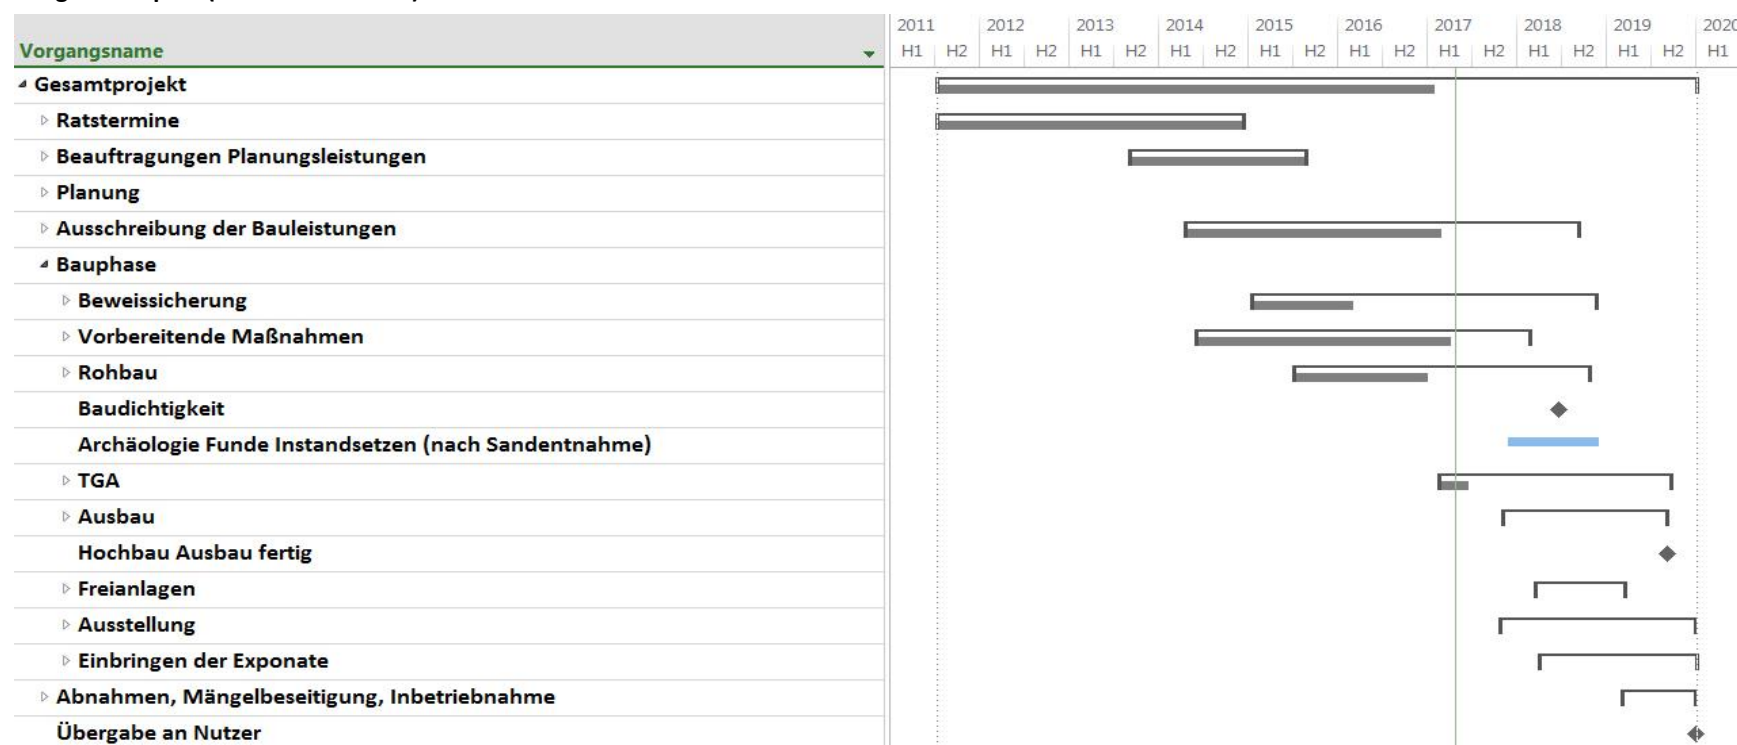 2011 2012 2013 2014 2015 2016 2017 2018 2019 2020
Vorgangsname H1 H2 H1 H2 H1 H2 H1 H2 H1 H2 H1 H2 H1 H2 H1 H2 H1 H2 H1
Gesamtprojekt
Ratstermine
Beauftragungen Planungsleistungen
Planung
Ausschreibung der Bauleistungen
Bauphase
Beweissicherung
Vorbereitende Maßnahmen
Rohbau
Baudichtigkeit
Archäologie Funde Instandsetzen (nach Sandentnahme)
TGA
Ausbau
Hochbau Ausbau fertig
Freianlagen
Ausstellung
Einbringen der Exponate
Abnahmen, Mängelbeseitigung, Inbetriebnahme
Übergabe an Nutzer